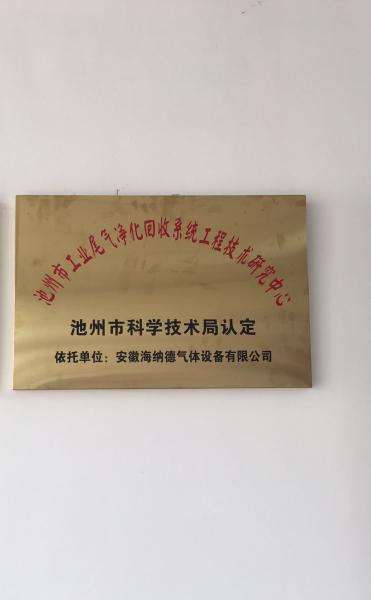 池州市工业尾气净化回收系统工程技术研究中心
池州市科学技术局认定
依托单位：安徽海纳德气体设备有限公司